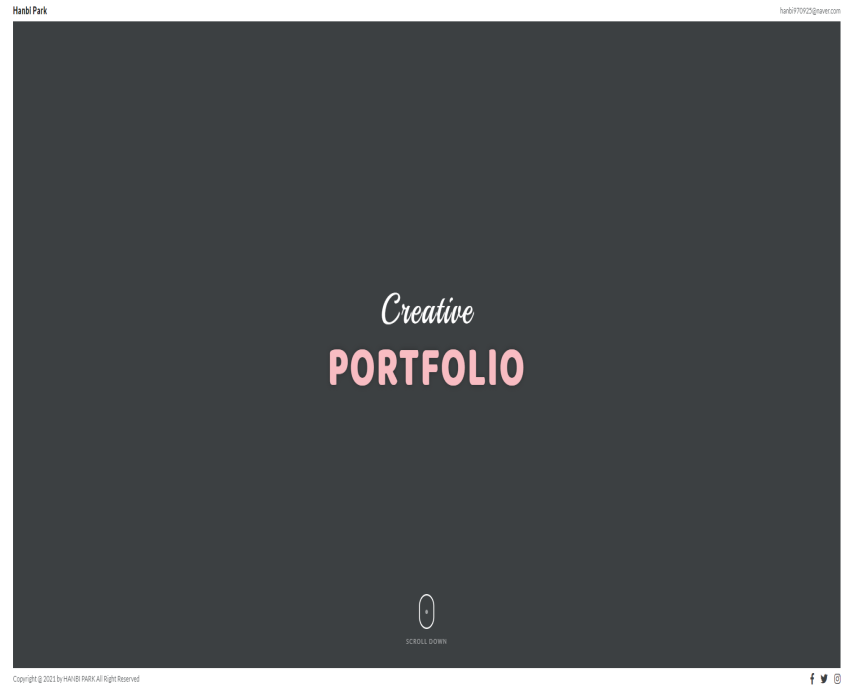 Hanbi Park
hanbi970925@naver.com
Creative
PORTFOLIO
SCROLL DOWN
Copyright @ 2021 by HANBI PARK All Right Reserved